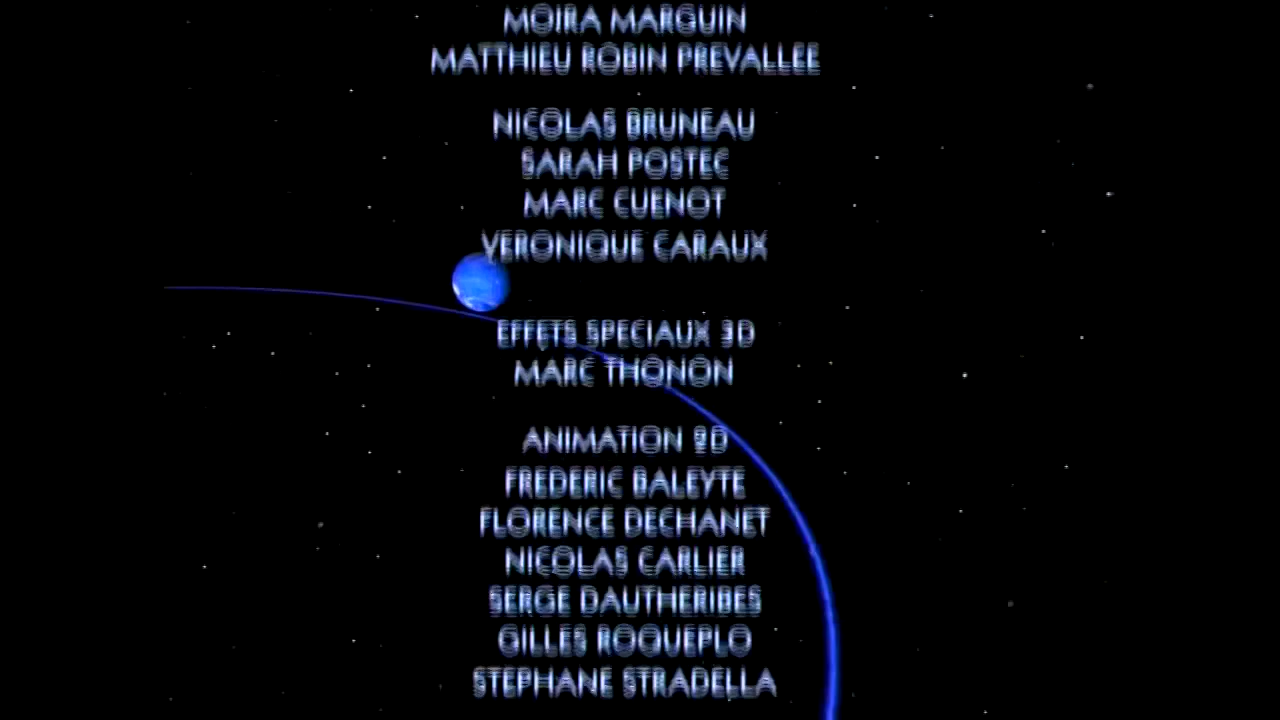 MOIRA MARGUIN
MATTHIEU ROBIN PREVALLEE
NICOLAS BRUNEAU
SARAH POSTEC
MARC CUENOT
VERONIQUE CARAUX
EFFETS SPECIAUX 3D
MARC THONON
ANIMATION 2D
FREDERIC BALEYTE
FLORENCE DECHANET
NICOLAS CARLIER
SERGE DAUTHERIBES
GILLES ROQUEPLO
STEPHANE STRADELLA